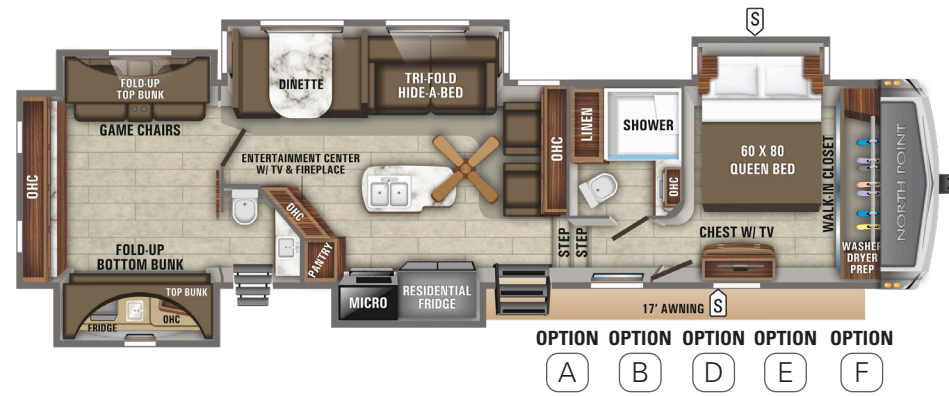 S
FOLD-UP
TOP BUNK
GAME CHAIRS
OHC
DINETTE
TRI-FOLD
HIDE-A-BED
ENTERTAINMENT CENTER
W/ TV & FIREPLACE
OHC
LINEN
SHOWER
OHC
60 X 80
QUEEN BED
WALK-IN CLOSET
NORTH POINT
OHC
PANTRY
STEP
STEP
CHEST W/ TV
WASHER
DRYER
PREP
FOLD-UP
BOTTOM BUNK
TOP BUNK
FRIDGE
OHC
MICRO
RESIDENTIAL
FRIDGE
17' AWNING
S
OPTION OPTION OPTION OPTION OPTION
A B D E F